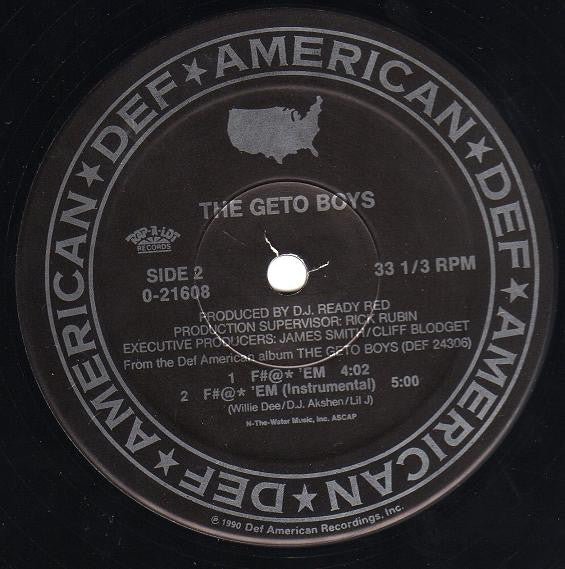 DEF★AMERICAN★DEF★AMERICAN★DEF★AMERICAN★DEF★AMERICAN★
THE GETO BOYS
RAP-A-LOT
RECORDS
SIDE 2
0-21608
33 1/3 RPM
PRODUCED BY D.J. READY RED
PRODUCTION SUPERVISOR: RICK RUBIN
EXECUTIVE PRODUCERS: JAMES SMITH/CLIFF BLODGET
From the Def American album THE GETO BOYS (DEF 24306)
1 F#@* 'EM 4:02
2 F#@* 'EM (Instrumental) 5:00
(Willie Dee/D.J. Akshen/Lil J)
N-The-Water Music, Inc. ASCAP
℗ 1990 Def American Recordings, Inc.